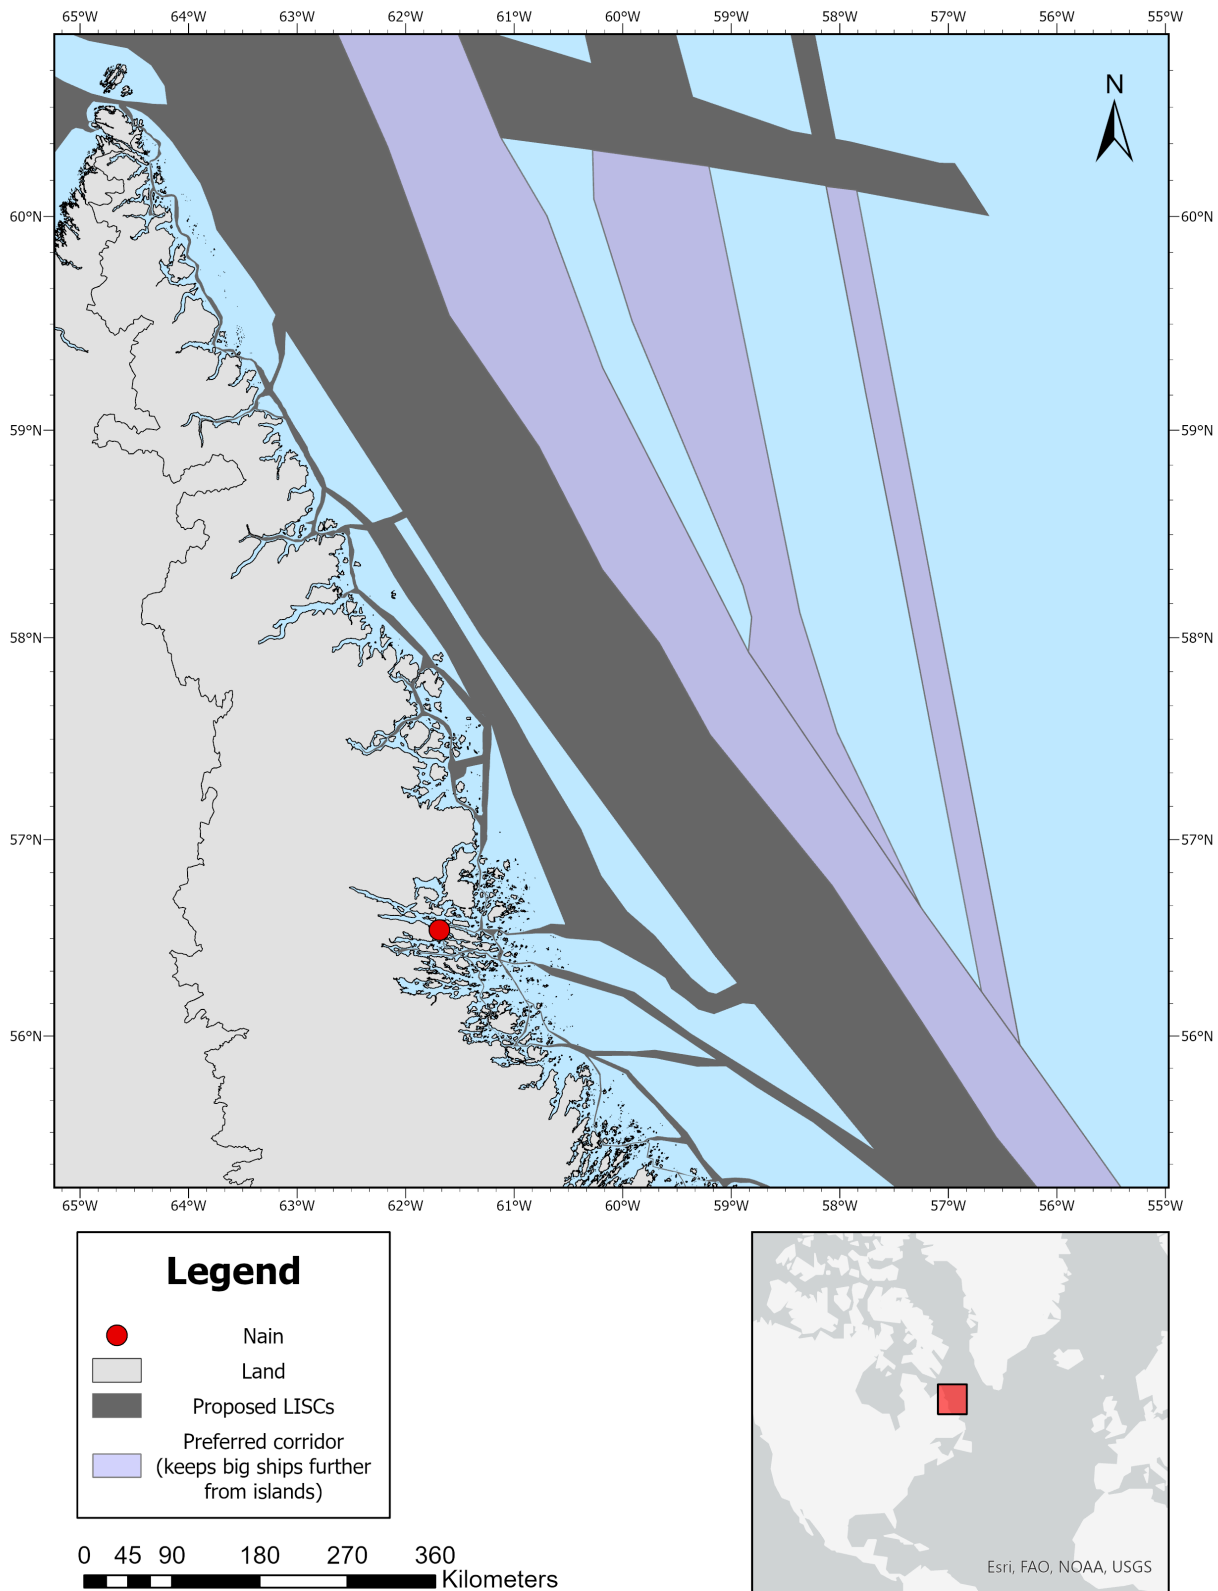 65°W 64°W 63°W 62°W 61°W 60°W 59°W 58°W 57°W 56°W 55°W
N
60°N 60°N
59°N 59°N
58°N 58°N
57°N 57°N
56°N 56°N
65°W 64°W 63°W 62°W 61°W 60°W 59°W 58°W 57°W 56°W 55°W
Legend
Nain
Land
Proposed LISCs
Preferred corridor
(keeps big ships further
from islands)
0 45 90 180 270 360
Kilometers
Esri, FAO, NOAA, USGS